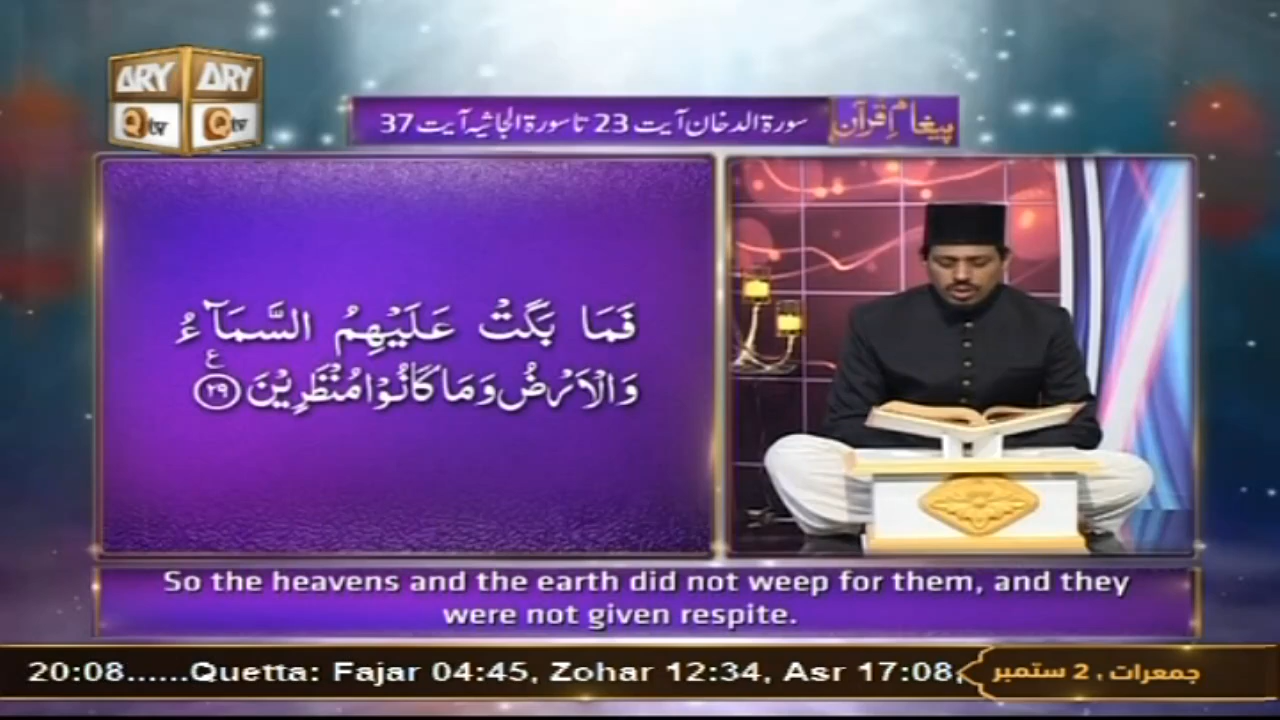 ARY ARY
Qtv Qtv
پیغامِ قرآن
سورۃ الدخان آیت 23 تا سورۃ الجاثیہ آیت 37
فَمَا بَكَتْ عَلَيْهِمُ السَّمَآءُ
وَالْاَرْضُ وَمَا كَانُوْا مُنْظَرِيْنَ ﴿۲۹﴾ ع
So the heavens and the earth did not weep for them, and they
were not given respite.
20:08......Quetta: Fajar 04:45, Zohar 12:34, Asr 17:08,
جمعرات , 2 ستمبر